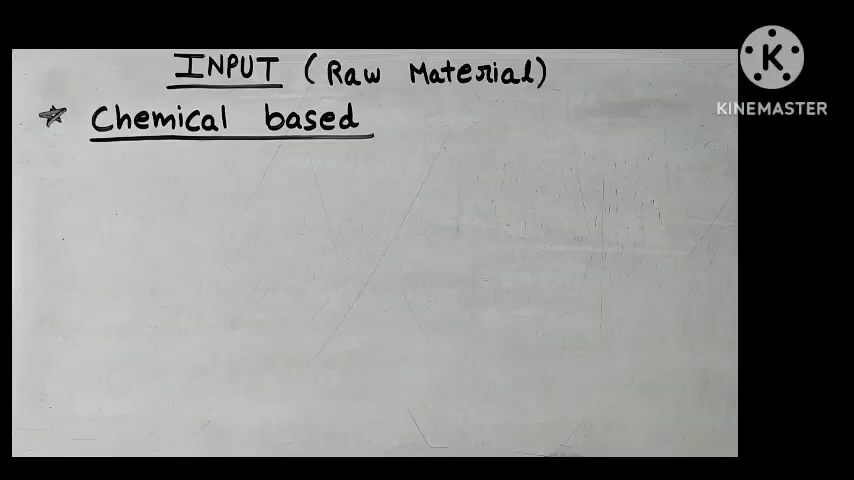 INPUT (Raw Material)
Chemical based
K
KINEMASTER